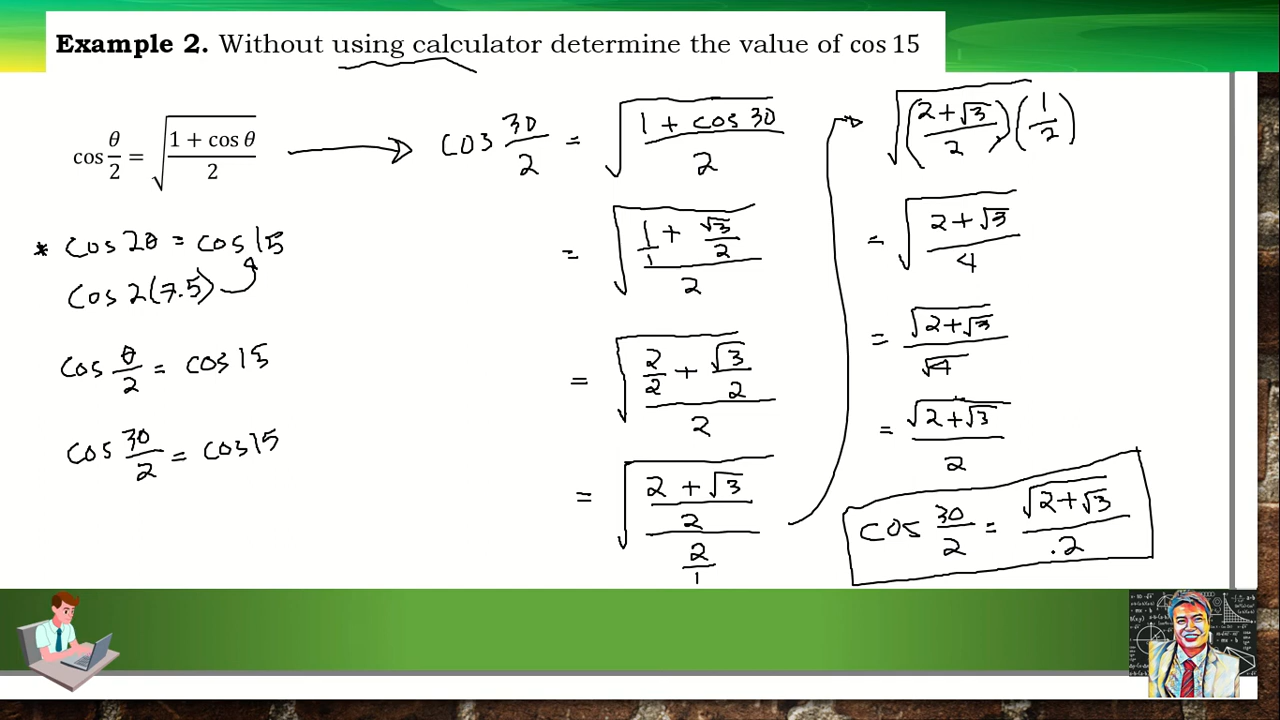 Example 2. Without using calculator determine the value of cos 15
cos θ/2 = √((1 + cos θ)/2)
* cos 2θ = cos 15
cos 2(7.5)
cos θ/2 = cos 15
cos 30/2 = cos 15
cos 30/2 = √((1 + cos 30)/2)
= √((1/1 + √3/2)/2)
= √((2/2 + √3/2)/2)
= √(((2 + √3)/2)/(2/1))
√(((2+√3)/2)(1/2))
= √((2+√3)/4)
= √(2+√3)/√4
= √(2+√3)/2
cos 30/2 = √(2+√3)/.2